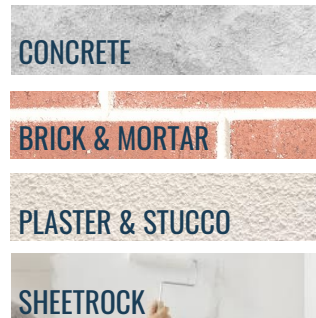 CONCRETE
BRICK & MORTAR
PLASTER & STUCCO
SHEETROCK